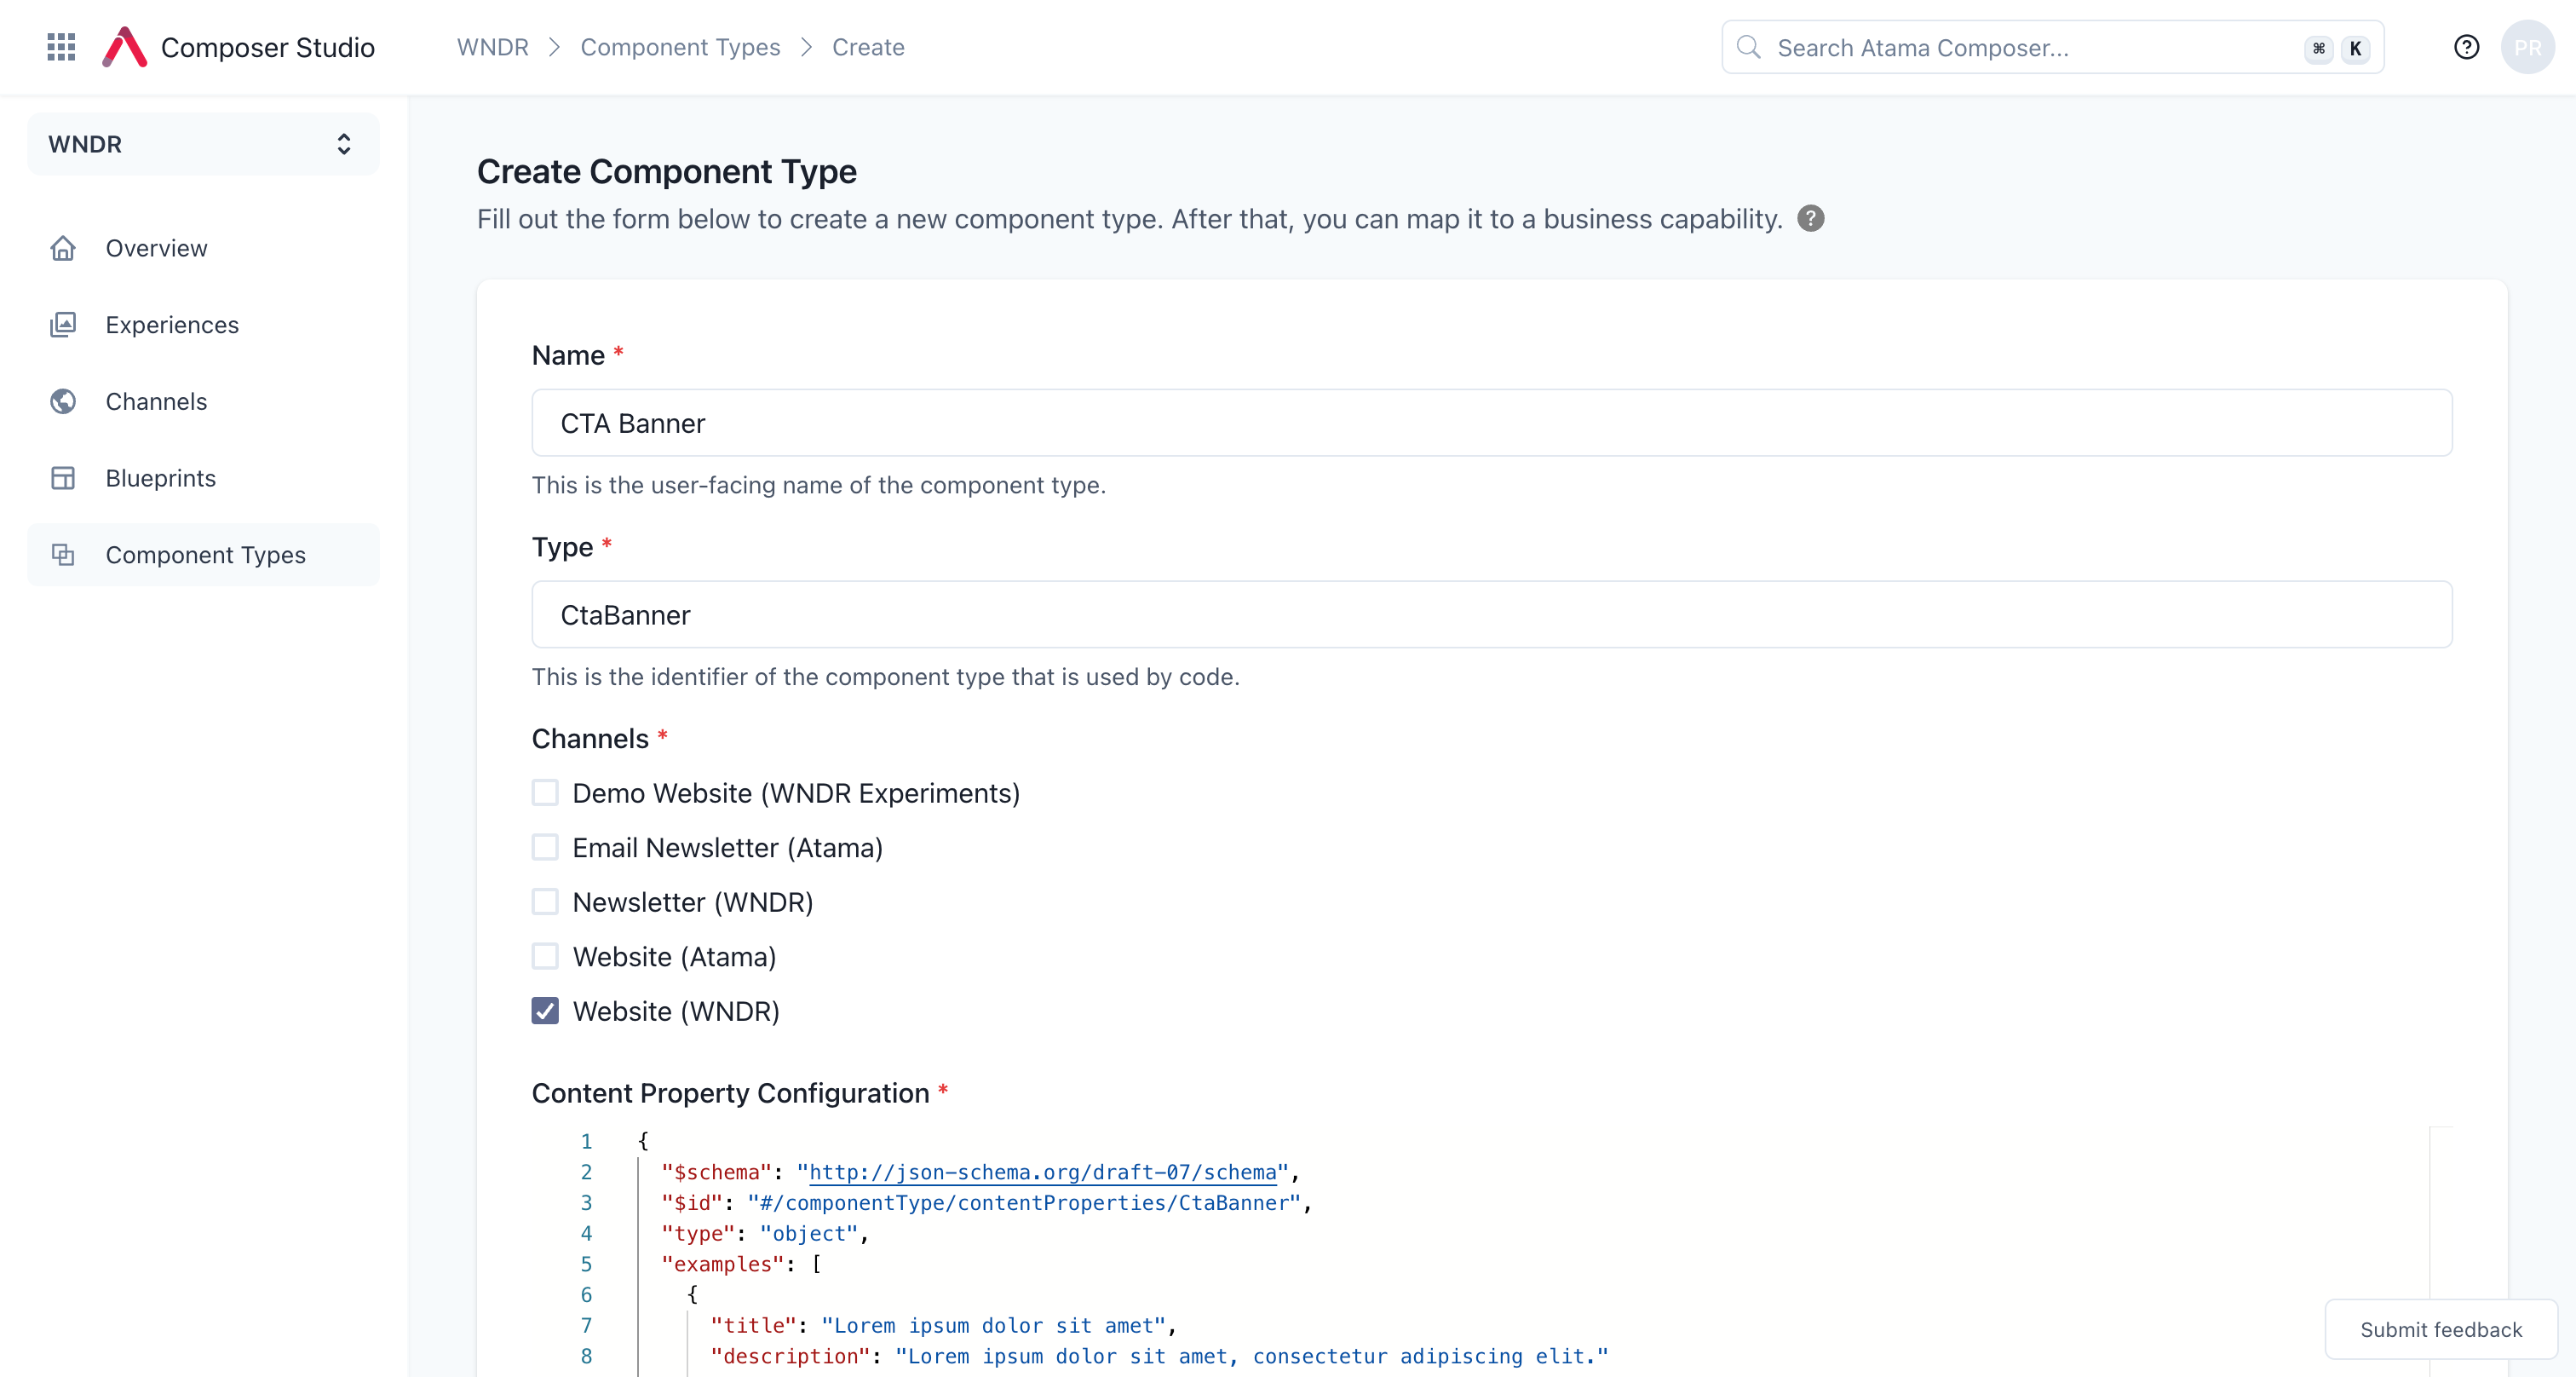 Composer Studio
WNDR > Component Types > Create
Search Atama Composer...
⌘ K
PR
WNDR
Overview
Experiences
Channels
Blueprints
Component Types
Create Component Type
Fill out the form below to create a new component type. After that, you can map it to a business capability. ?
Name *
CTA Banner
This is the user-facing name of the component type.
Type *
CtaBanner
This is the identifier of the component type that is used by code.
Channels *
Demo Website (WNDR Experiments)
Email Newsletter (Atama)
Newsletter (WNDR)
Website (Atama)
Website (WNDR)
Content Property Configuration *
1 {
2 "$schema": "http://json-schema.org/draft-07/schema",
3 "$id": "#/componentType/contentProperties/CtaBanner",
4 "type": "object",
5 "examples": [
6 {
7 "title": "Lorem ipsum dolor sit amet",
8 "description": "Lorem ipsum dolor sit amet, consectetur adipiscing elit."
Submit feedback